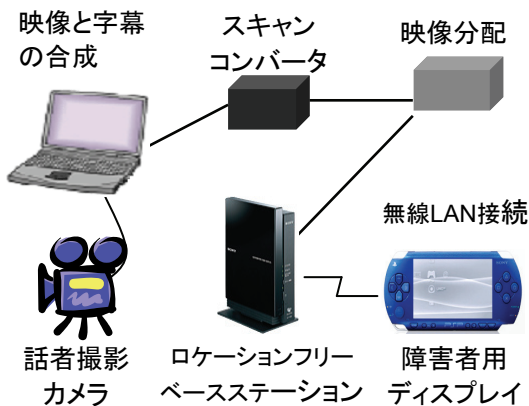 映像と字幕
の合成
スキャン
コンバータ
映像分配
無線LAN接続
話者撮影
カメラ
ロケーションフリー
ベースステーション
障害者用
ディスプレイ